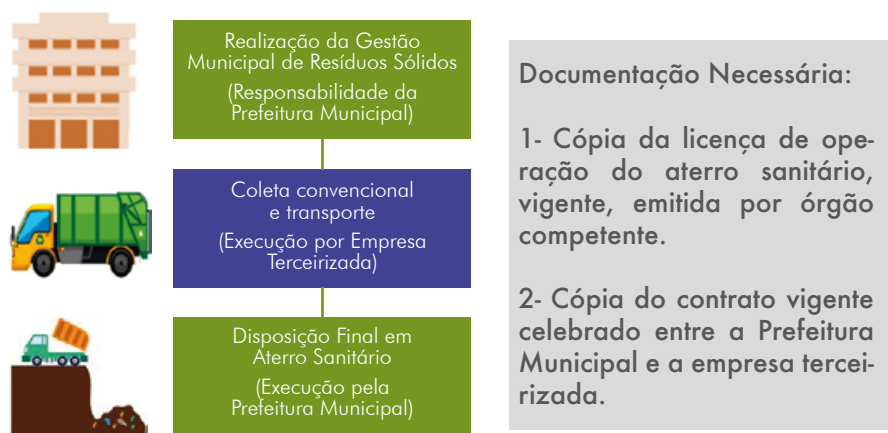 Realização da Gestão
Municipal de Resíduos Sólidos
(Responsabilidade da
Prefeitura Municipal)
Coleta convencional
e transporte
(Execução por Empresa
Terceirizada)
Disposição Final em
Aterro Sanitário
(Execução pela
Prefeitura Municipal)
Documentação Necessária:
1- Cópia da licença de ope-
ração do aterro sanitário,
vigente, emitida por órgão
competente.
2- Cópia do contrato vigente
celebrado entre a Prefeitura
Municipal e a empresa tercei-
rizada.